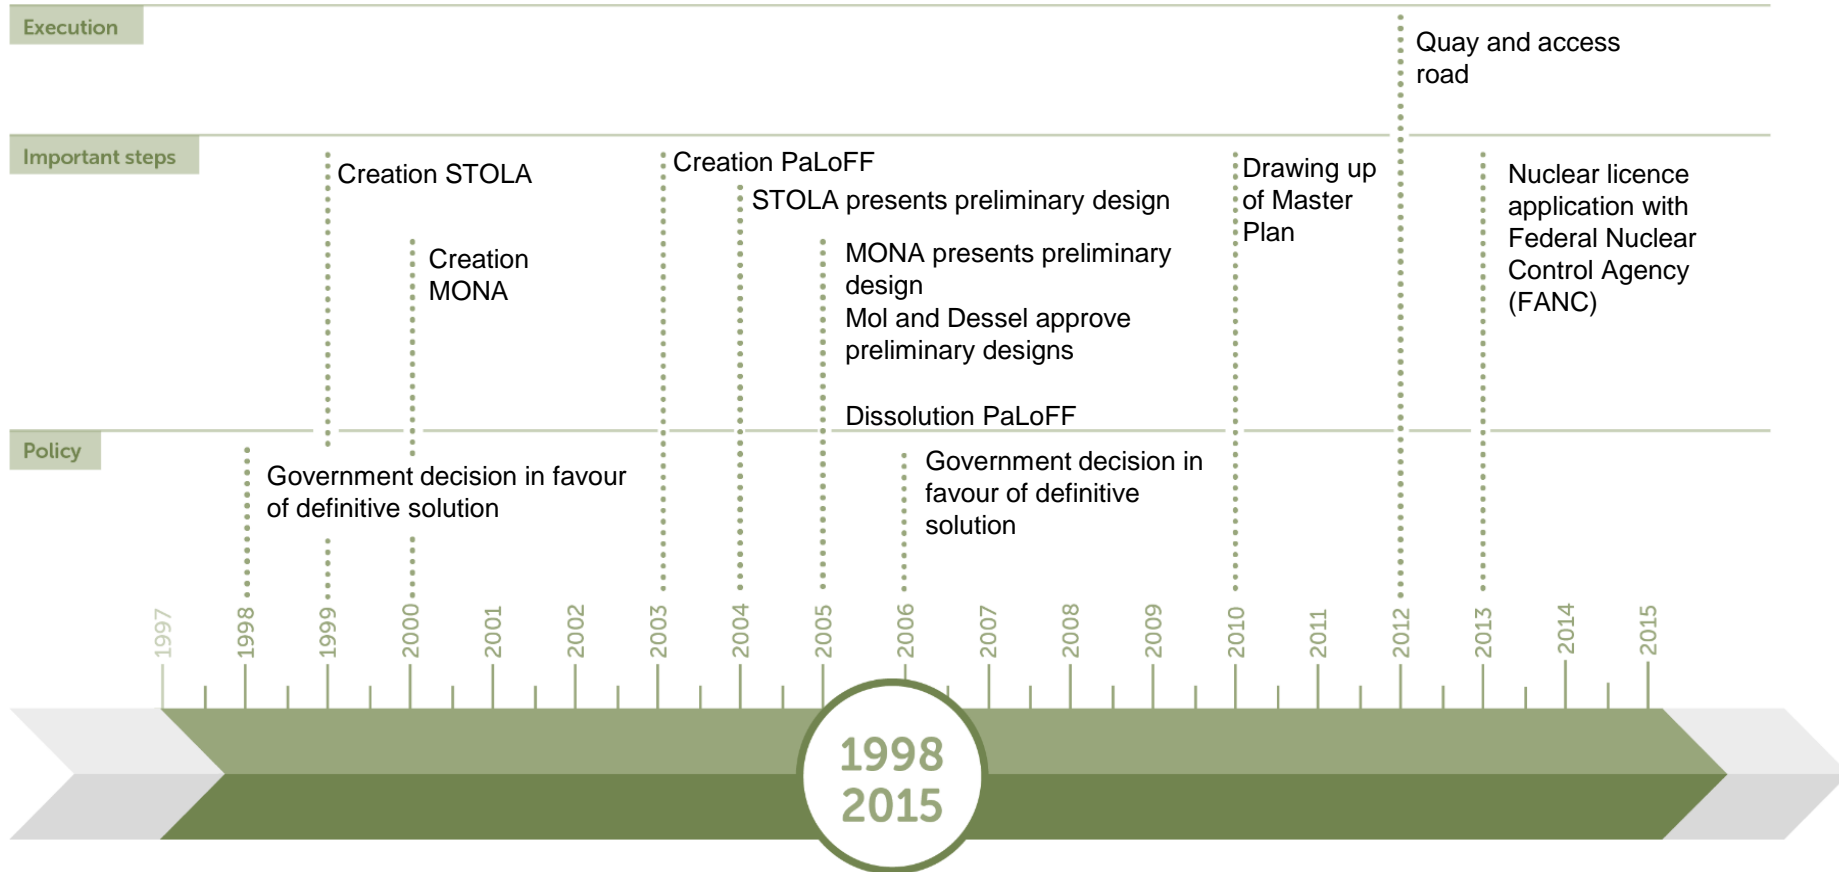 Execution
Quay and access
road
Important steps
Creation STOLA
Creation
MONA
Creation PaLoFF
STOLA presents preliminary design
MONA presents preliminary
design
Mol and Dessel approve
preliminary designs
Dissolution PaLoFF
Drawing up
of Master
Plan
Nuclear licence
application with
Federal Nuclear
Control Agency
(FANC)
Policy
Government decision in favour
of definitive solution
Government decision in
favour of definitive
solution
1997
1998
1999
2000
2001
2002
2003
2004
2005
2006
2007
2008
2009
2010
2011
2012
2013
2014
2015
1998
2015